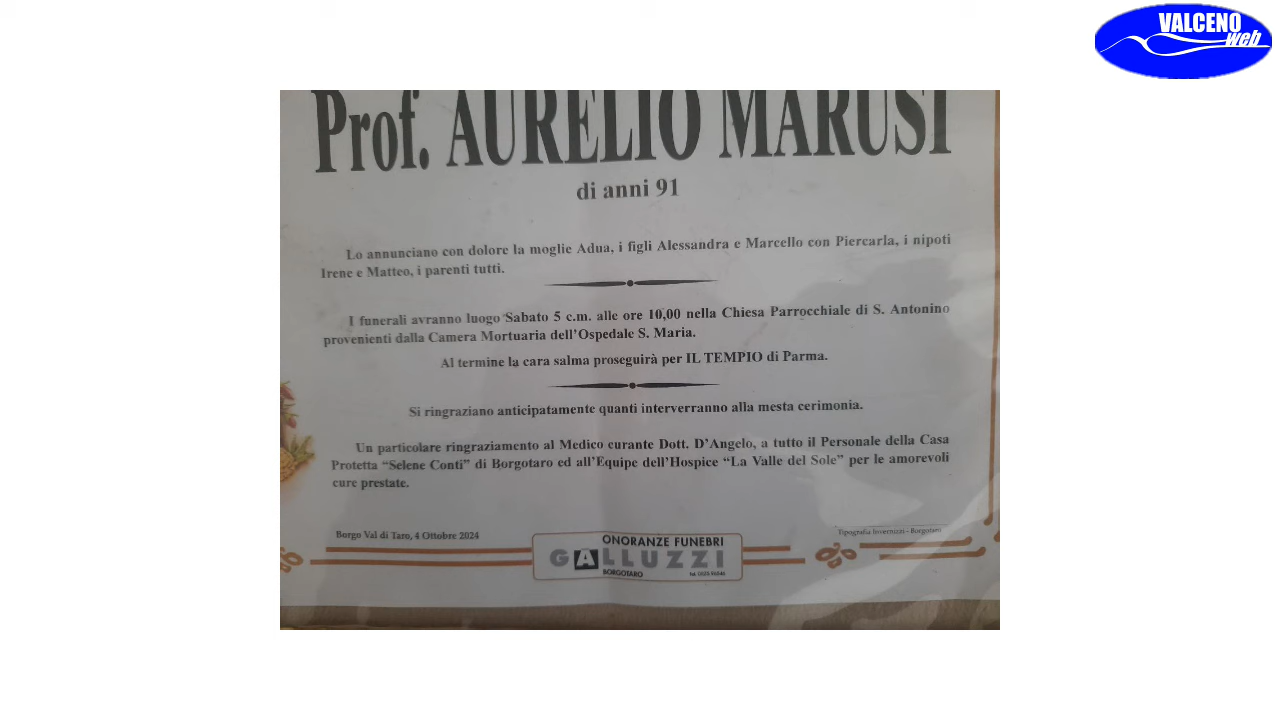 VALCENO
web
Prof. AURELIO MARUSI
di anni 91
Lo annunciano con dolore la moglie Adua, i figli Alessandra e Marcello con Piercarla, i nipoti
Irene e Matteo, i parenti tutti.
I funerali avranno luogo Sabato 5 c.m. alle ore 10,00 nella Chiesa Parrocchiale di S. Antonino
provenienti dalla Camera Mortuaria dell'Ospedale S. Maria.
Al termine la cara salma proseguirà per IL TEMPIO di Parma.
Si ringraziano anticipatamente quanti interverranno alla mesta cerimonia.
Un particolare ringraziamento al Medico curante Dott. D'Angelo, a tutto il Personale della Casa
Protetta “Selene Conti” di Borgotaro ed all'Equipe dell'Hospice “La Valle del Sole” per le amorevoli
cure prestate.
Borgo Val di Taro, 4 Ottobre 2024
Tipografia Invernizzi - Borgotaro
ONORANZE FUNEBRI
GALLUZZI
BORGOTARO